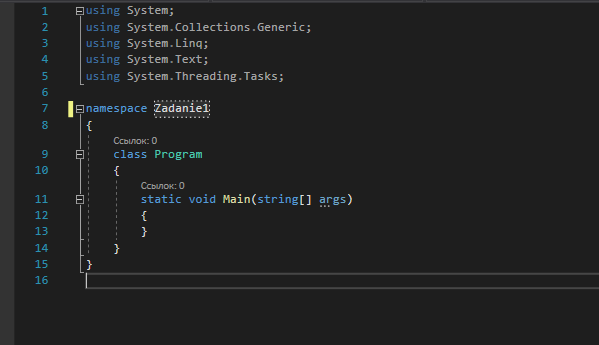 1 using System;
2 using System.Collections.Generic;
3 using System.Linq;
4 using System.Text;
5 using System.Threading.Tasks;
6
7 namespace Zadanie1
8 {
Ссылок: 0
9 class Program
10 {
Ссылок: 0
11 static void Main(string[] args)
12 {
13 }
14 }
15 }
16